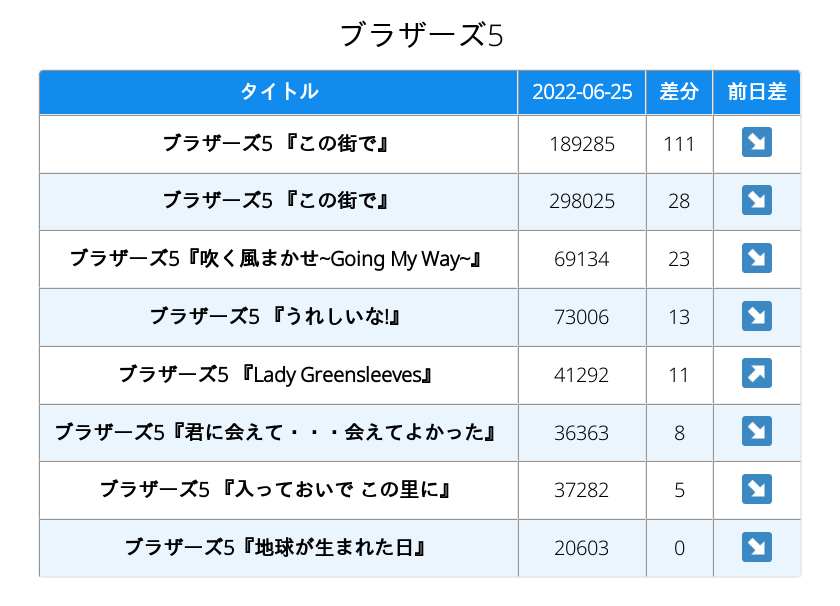 ブラザーズ5
タイトル 2022-06-25 差分 前日差
ブラザーズ5 『この街で』 189285 111 ↘
ブラザーズ5 『この街で』 298025 28 ↘
ブラザーズ5『吹く風まかせ~Going My Way~』 69134 23 ↘
ブラザーズ5 『うれしいな!』 73006 13 ↘
ブラザーズ5 『Lady Greensleeves』 41292 11 ↗
ブラザーズ5『君に会えて・・・会えてよかった』 36363 8 ↘
ブラザーズ5 『入っておいで この里に』 37282 5 ↘
ブラザーズ5『地球が生まれた日』 20603 0 ↘